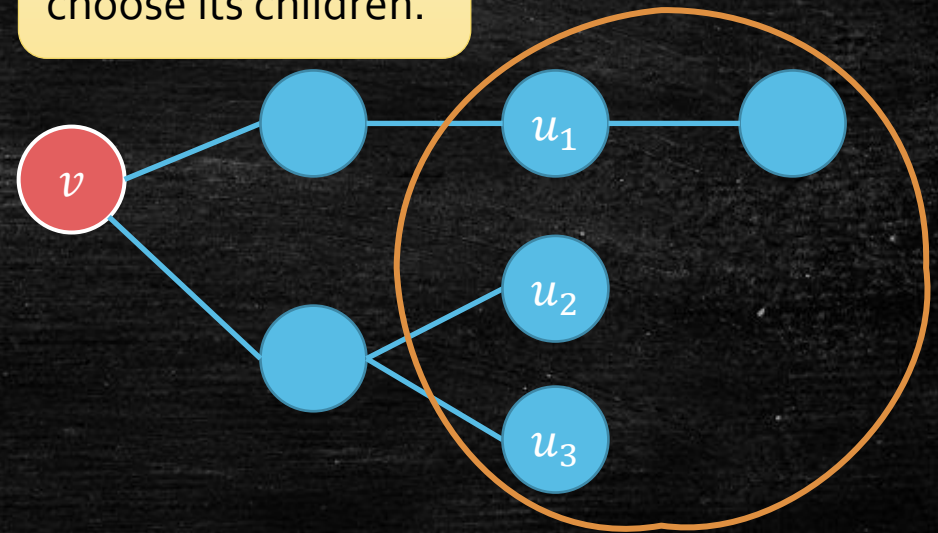 choose its children.
v
u₁
u₂
u₃